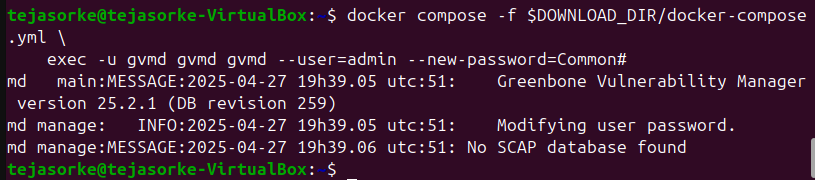 tejasorke@tejasorke-VirtualBox:~$ docker compose -f $DOWNLOAD_DIR/docker-compose
.yml \
    exec -u gvmd gvmd gvmd --user=admin --new-password=Common#
md   main:MESSAGE:2025-04-27 19h39.05 utc:51:    Greenbone Vulnerability Manager
 version 25.2.1 (DB revision 259)
md manage:   INFO:2025-04-27 19h39.05 utc:51:    Modifying user password.
md manage:MESSAGE:2025-04-27 19h39.06 utc:51: No SCAP database found
tejasorke@tejasorke-VirtualBox:~$